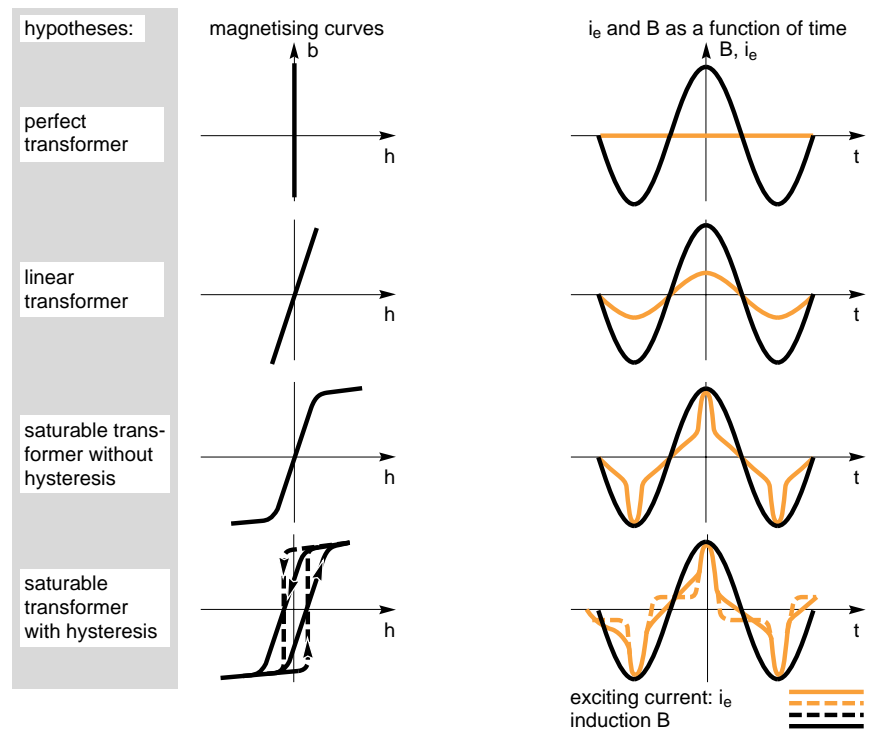 hypotheses:
magnetising curves
i_e and B as a function of time
b
B, i_e
perfect
transformer
h
t
linear
transformer
h
t
saturable trans-
former without
hysteresis
saturable
transformer
with hysteresis
h
t
exciting current: i_e
induction B